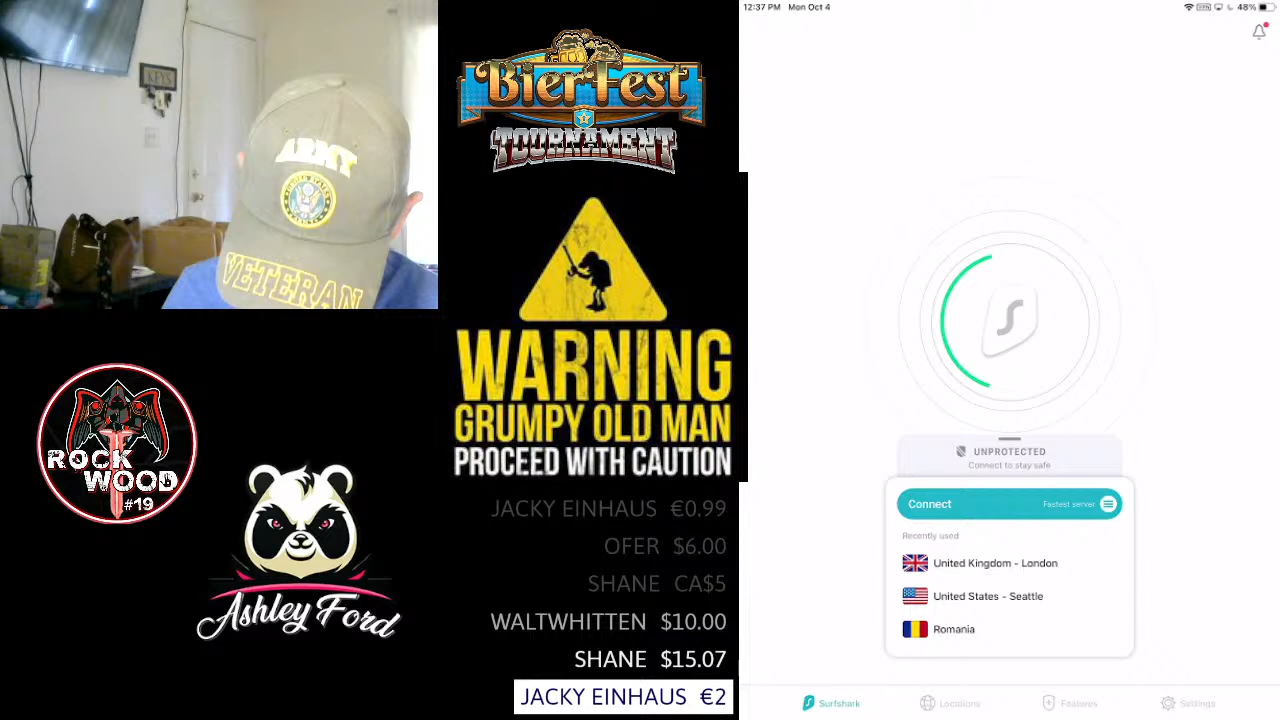 KEYS
ARMY
VETERAN
BierFest
TOURNAMENT
WARNING
GRUMPY OLD MAN
PROCEED WITH CAUTION
ROCK
WOOD
#19
Ashley Ford
JACKY EINHAUS €0.99
OFER $6.00
SHANE CA$5
WALTWHITTEN $10.00
SHANE $15.07
JACKY EINHAUS €2
12:37 PM Mon Oct 4
48%
UNPROTECTED
Connect to stay safe
Connect
Fastest server
Recently used
United Kingdom - London
United States - Seattle
Romania
Surfshark
Locations
Features
Settings